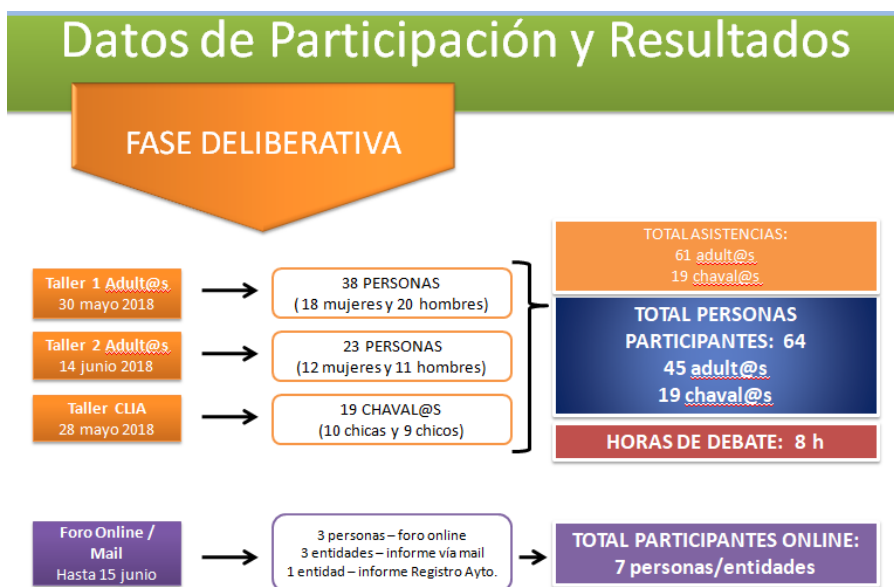 Datos de Participación y Resultados
FASE DELIBERATIVA
Taller 1 Adult@s
30 mayo 2018
38 PERSONAS
(18 mujeres y 20 hombres)
Taller 2 Adult@s
14 junio 2018
23 PERSONAS
(12 mujeres y 11 hombres)
Taller CLIA
28 mayo 2018
19 CHAVAL@S
(10 chicas y 9 chicos)
TOTAL ASISTENCIAS:
61 adult@s
19 chaval@s
TOTAL PERSONAS
PARTICIPANTES: 64
45 adult@s
19 chaval@s
HORAS DE DEBATE: 8 h
Foro Online /
Mail
Hasta 15 junio
3 personas – foro online
3 entidades – informe vía mail
1 entidad – informe Registro Ayto.
TOTAL PARTICIPANTES ONLINE:
7 personas/entidades